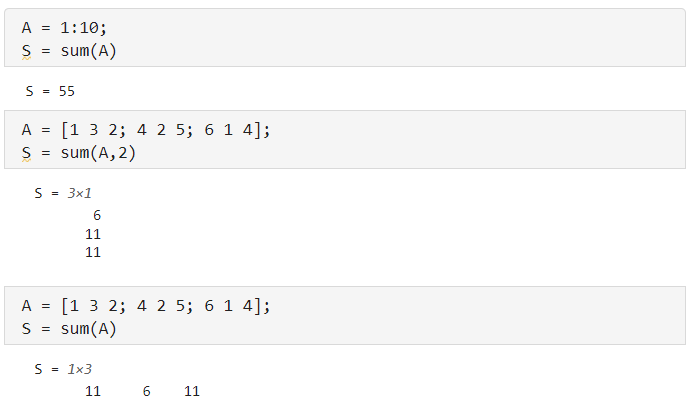 A = 1:10;
S = sum(A)
S = 55
A = [1 3 2; 4 2 5; 6 1 4];
S = sum(A,2)
S = 3×1
6
11
11
A = [1 3 2; 4 2 5; 6 1 4];
S = sum(A)
S = 1×3
11 6 11